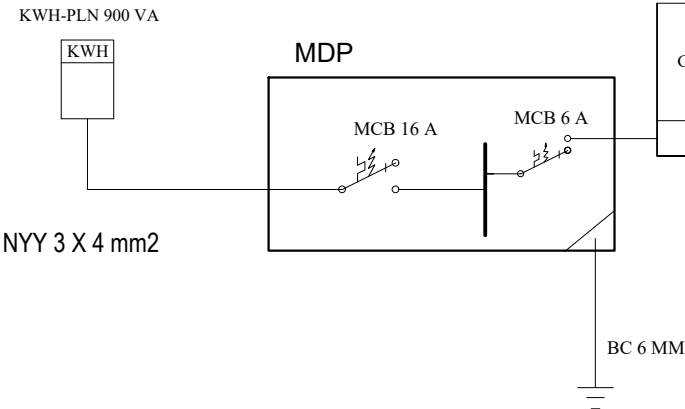 KWH-PLN 900 VA
KWH
MDP
MCB 16 A
MCB 6 A
NYY 3 X 4 mm2
BC 6 MM